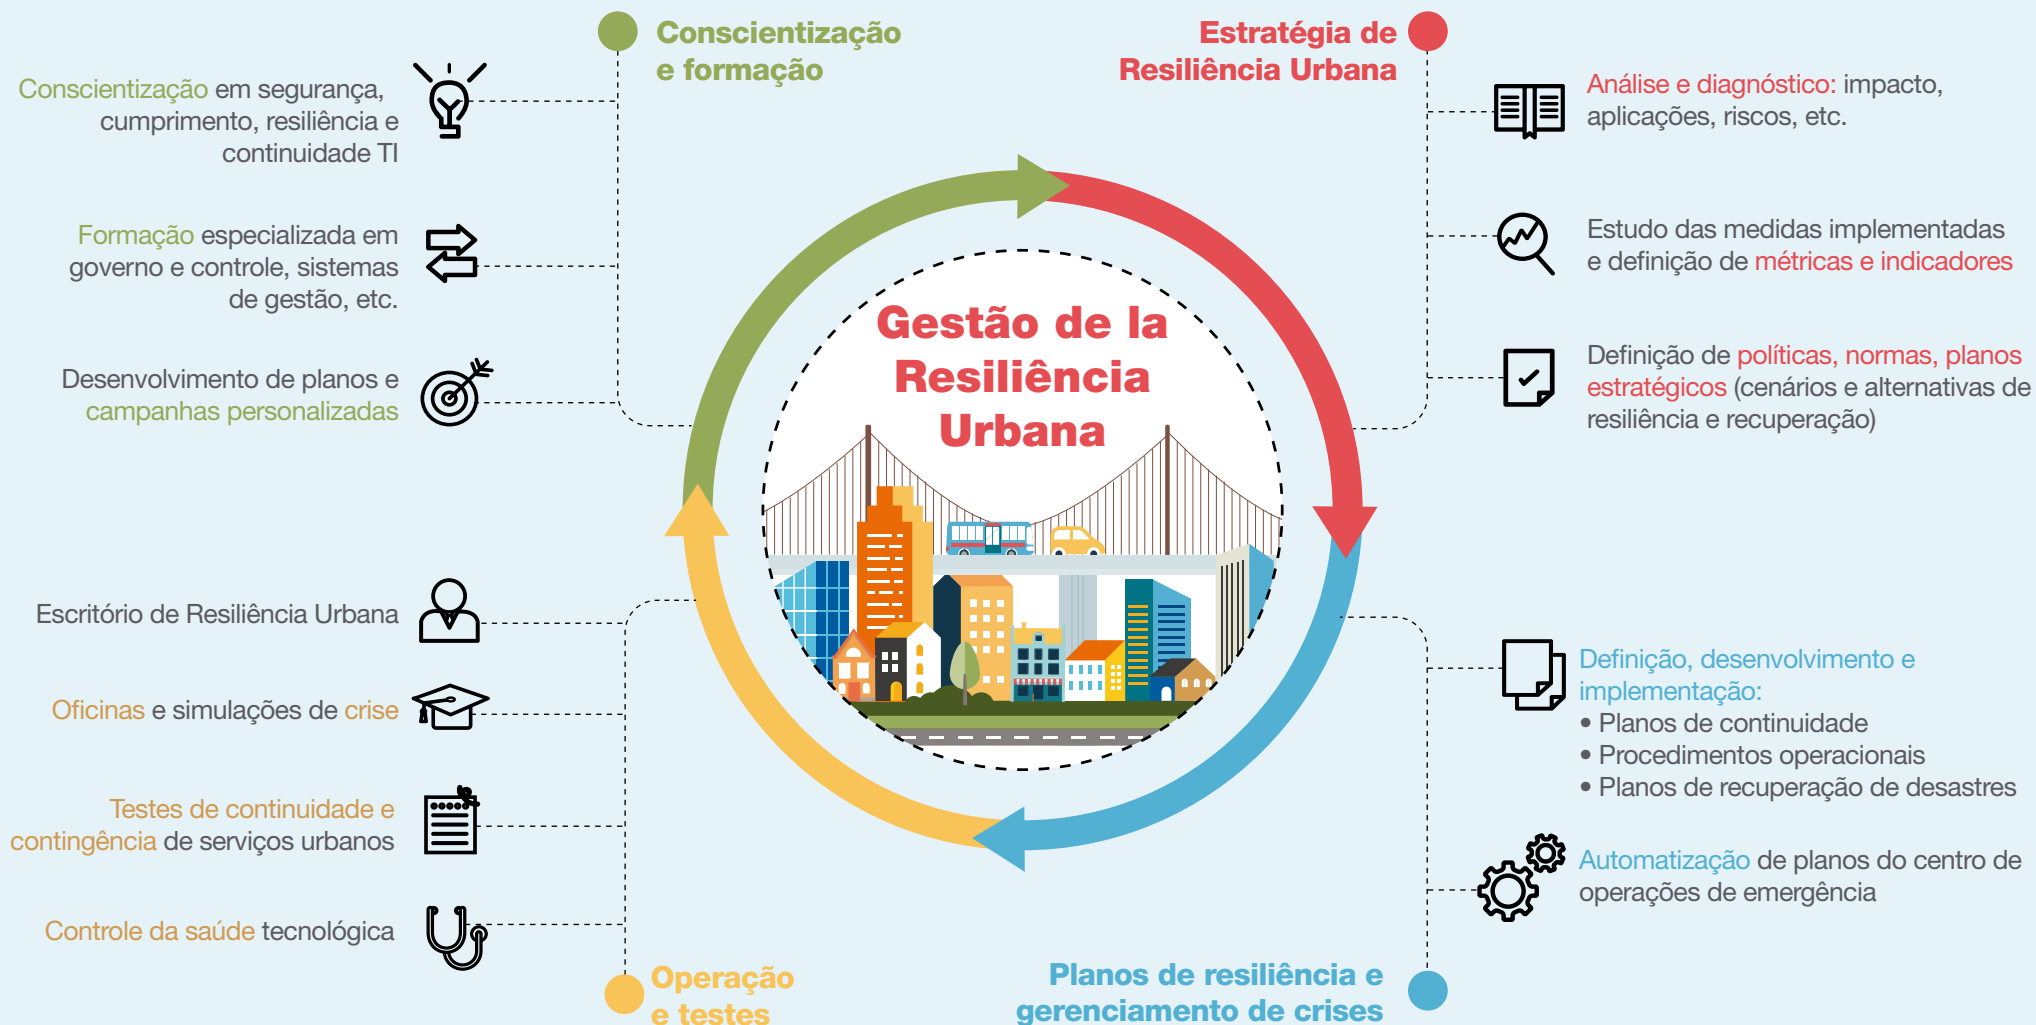 Conscientização
e formação
Conscientização em segurança,
cumprimento, resiliência e
continuidade TI
Formação especializada em
governo e controle, sistemas
de gestão, etc.
Desenvolvimento de planos e
campanhas personalizadas
Estratégia de
Resiliência Urbana
Análise e diagnóstico: impacto,
aplicações, riscos, etc.
Estudo das medidas implementadas
e definição de métricas e indicadores
Definição de políticas, normas, planos
estratégicos (cenários e alternativas de
resiliência e recuperação)
Gestão de la
Resiliência
Urbana
Escritório de Resiliência Urbana
Oficinas e simulações de crise
Testes de continuidade e
contingência de serviços urbanos
Controle da saúde tecnológica
Operação
e testes
Definição, desenvolvimento e
implementação:
• Planos de continuidade
• Procedimentos operacionais
• Planos de recuperação de desastres
Automatização de planos do centro de
operações de emergência
Planos de resiliência e
gerenciamento de crises